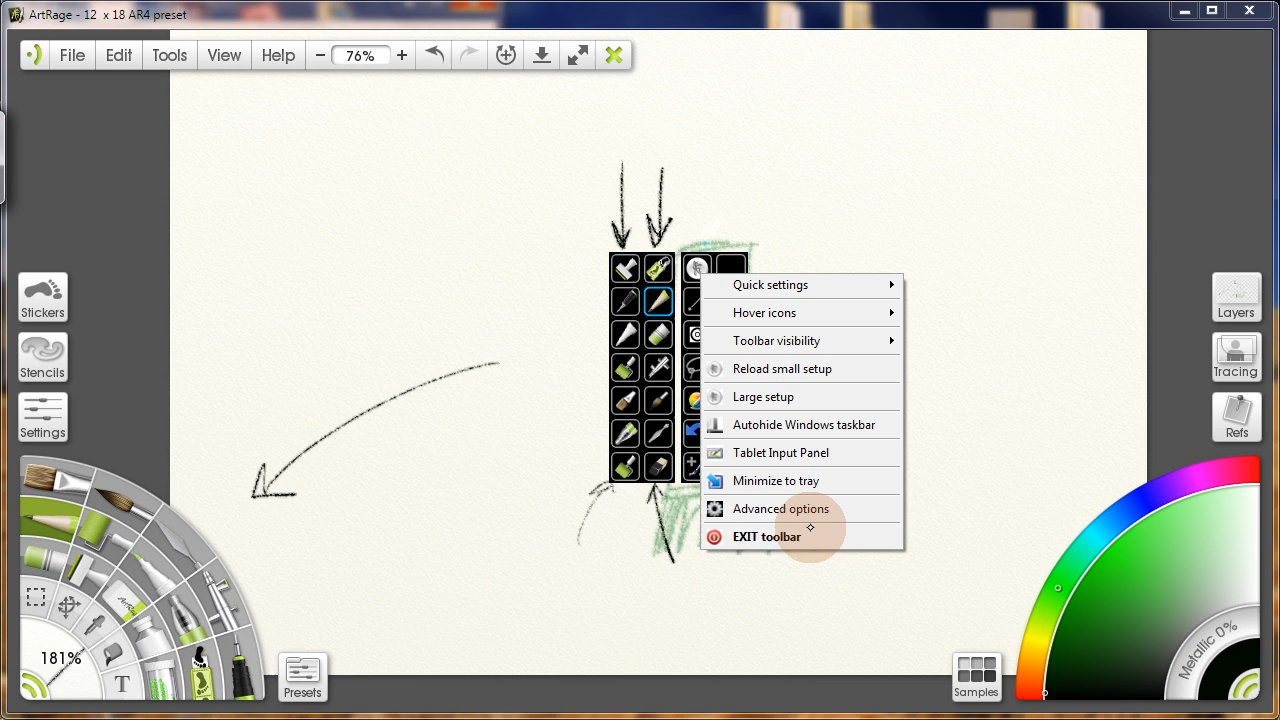 ArtRage - 12 x 18 AR4 preset
File Edit Tools View Help 76%
Stickers
Stencils
Settings
Layers
Tracing
Refs
Quick settings
Hover icons
Toolbar visibility
Reload small setup
Large setup
Autohide Windows taskbar
Tablet Input Panel
Minimize to tray
Advanced options
EXIT toolbar
181%
T
Presets
Samples
Metallic 0%